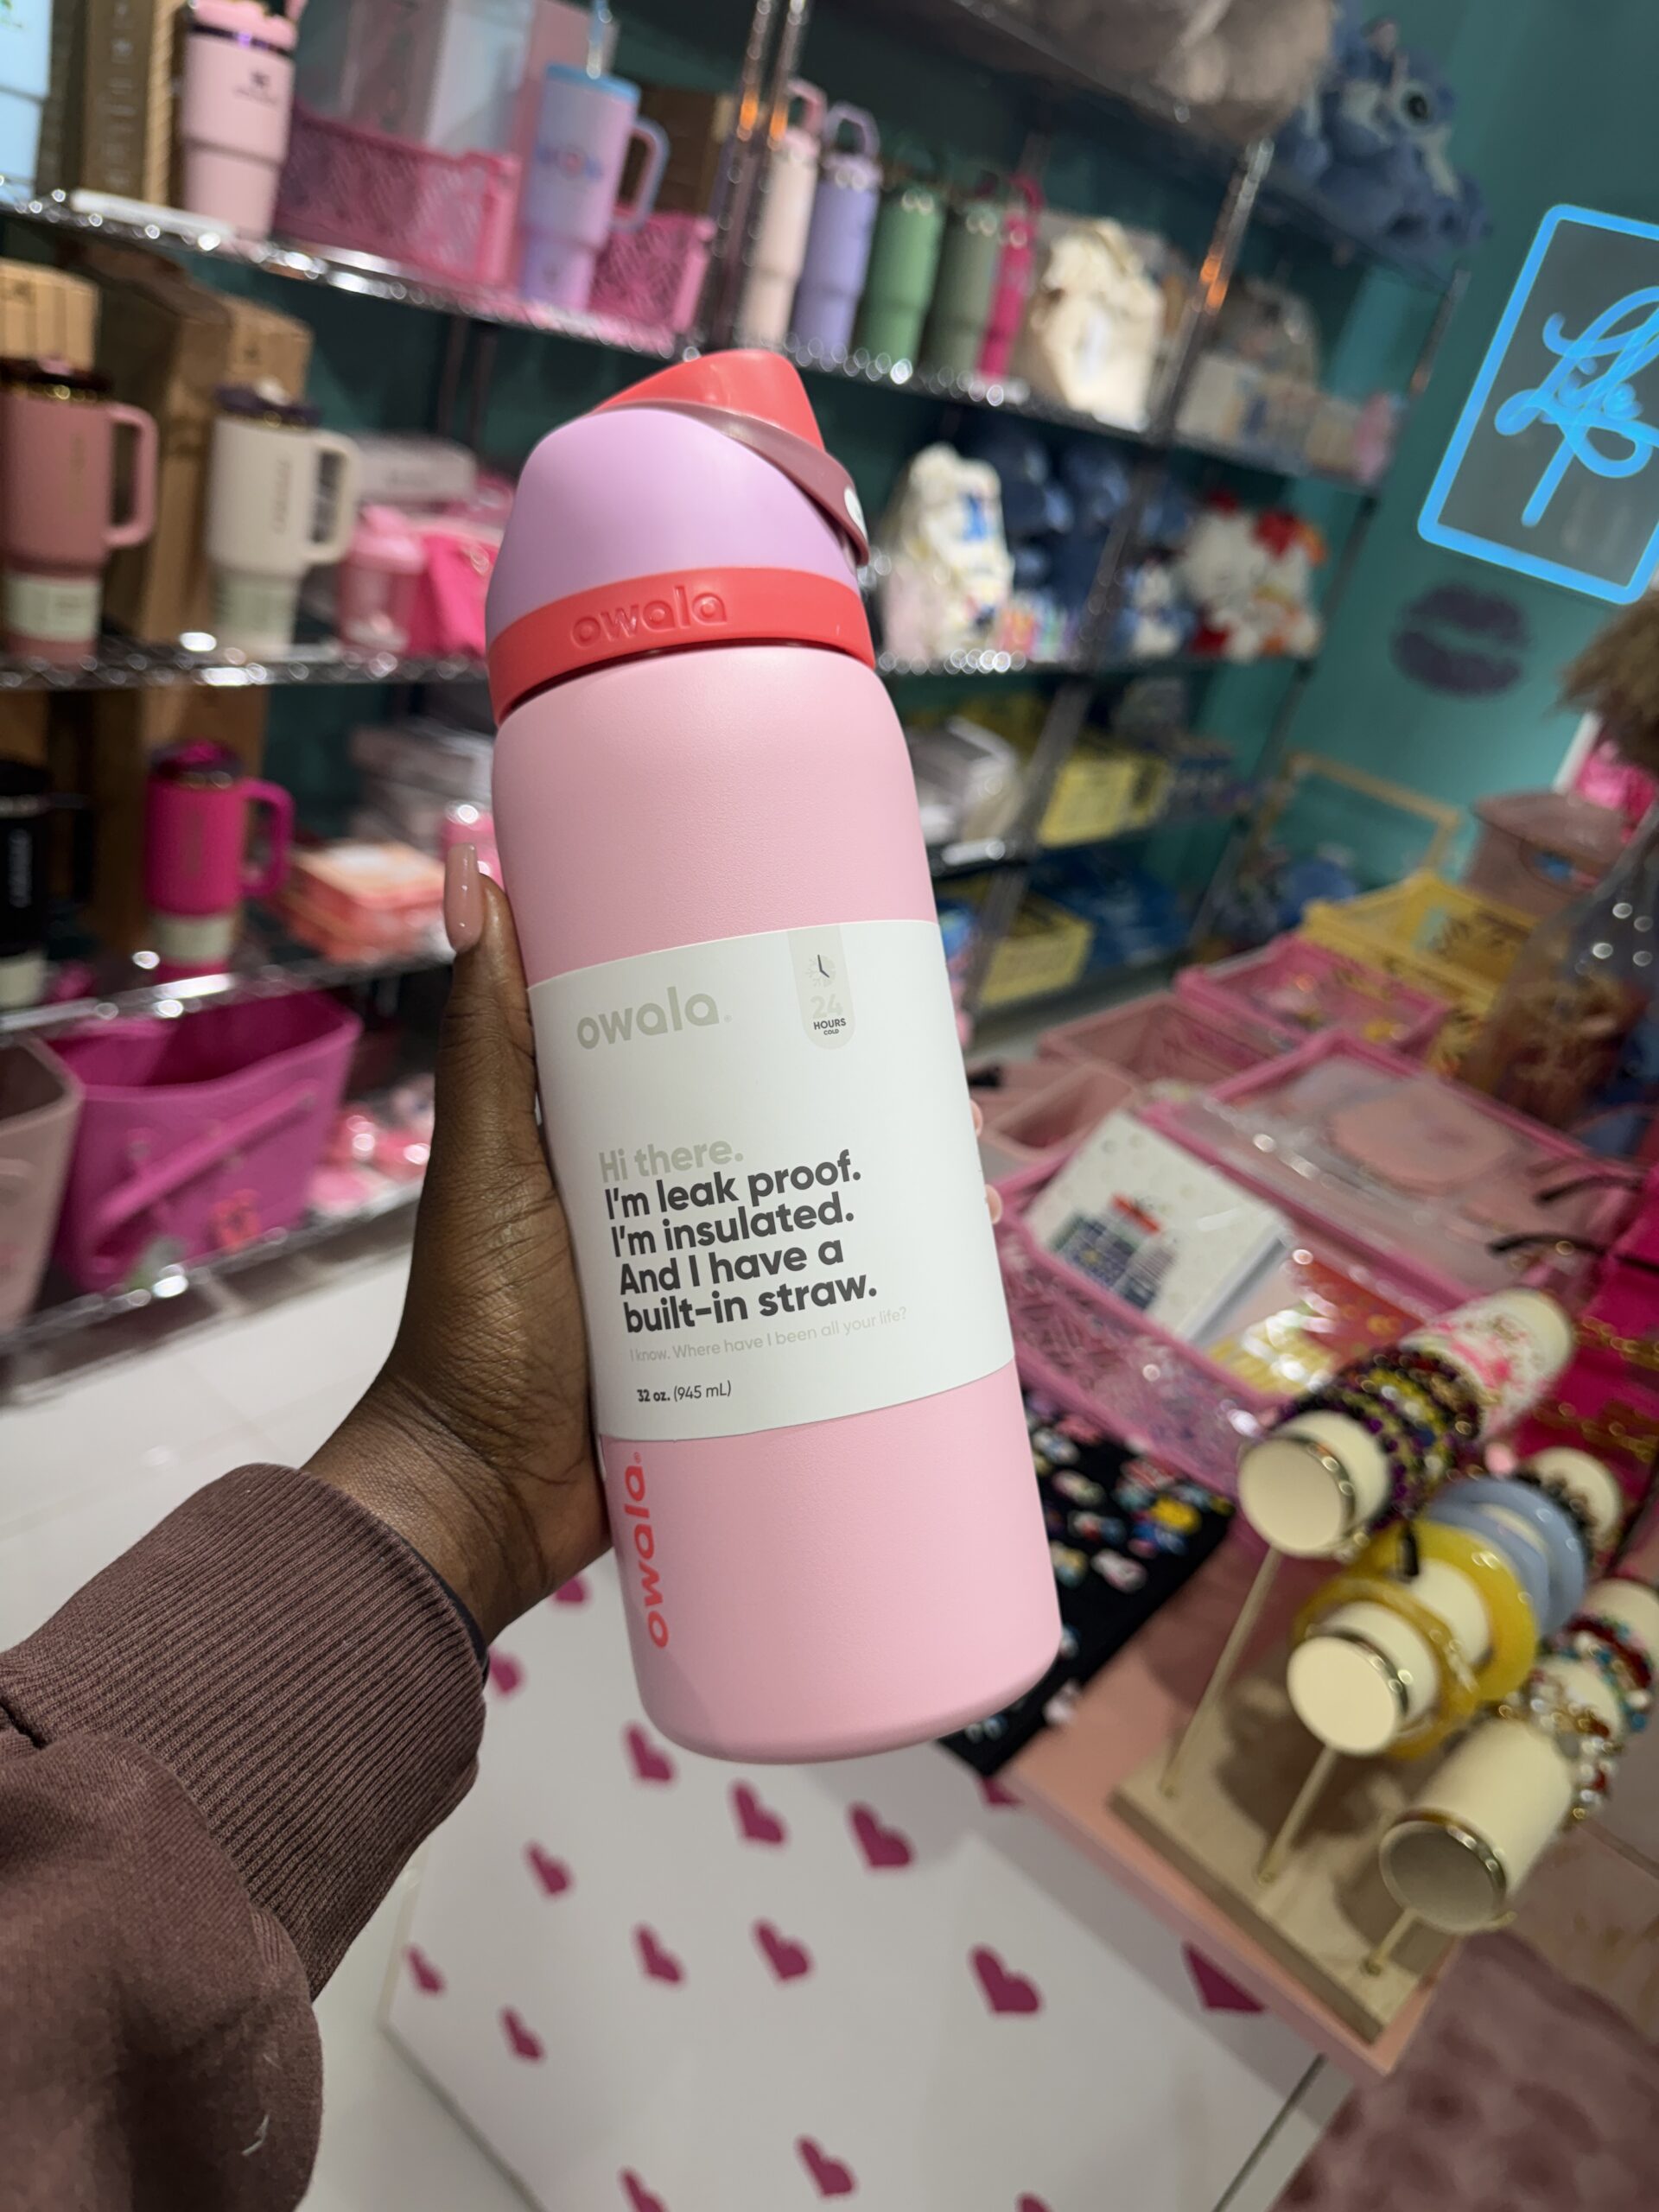 owala
owala.
24
HOURS
COLD
Hi there.
I'm leak proof.
I'm insulated.
And I have a
built-in straw.
I know. Where have I been all your life?
32 oz. (945 mL)
owala.